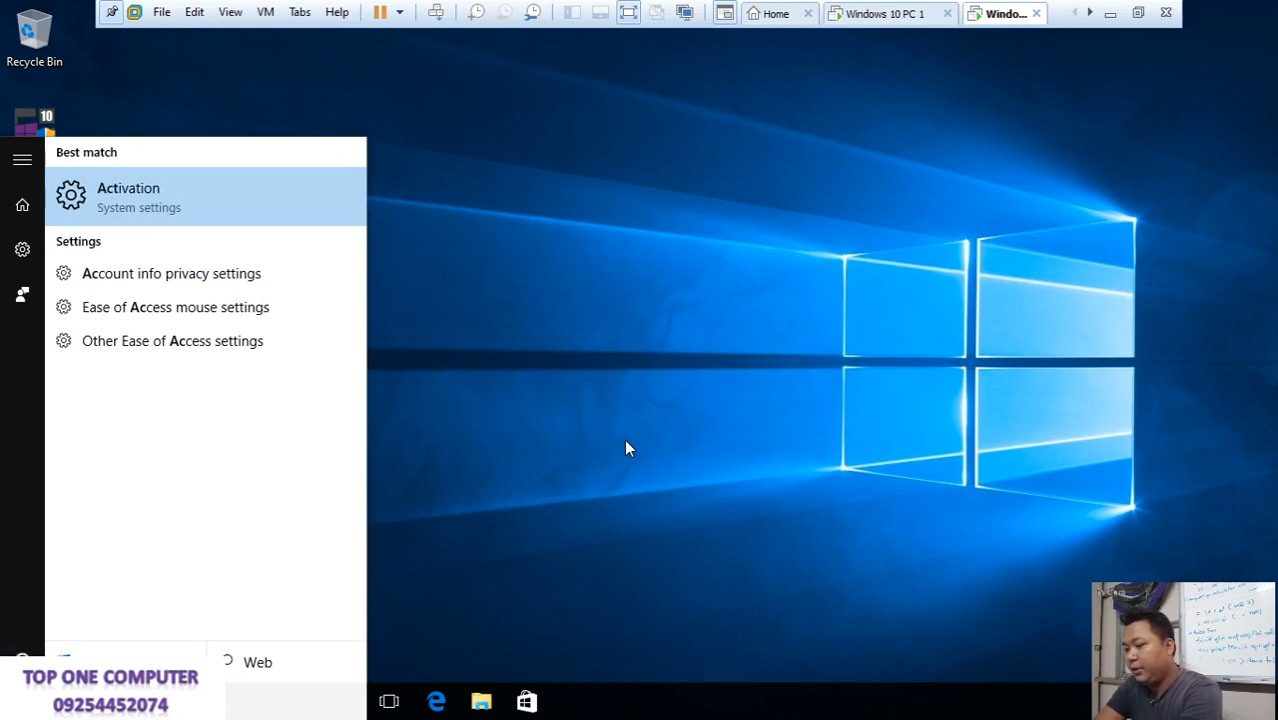 File Edit View VM Tabs Help
Home
Windows 10 PC 1
Windo...
Recycle Bin
10
Best match
Activation
System settings
Settings
Account info privacy settings
Ease of Access mouse settings
Other Ease of Access settings
Web
TOP ONE COMPUTER
09254452074